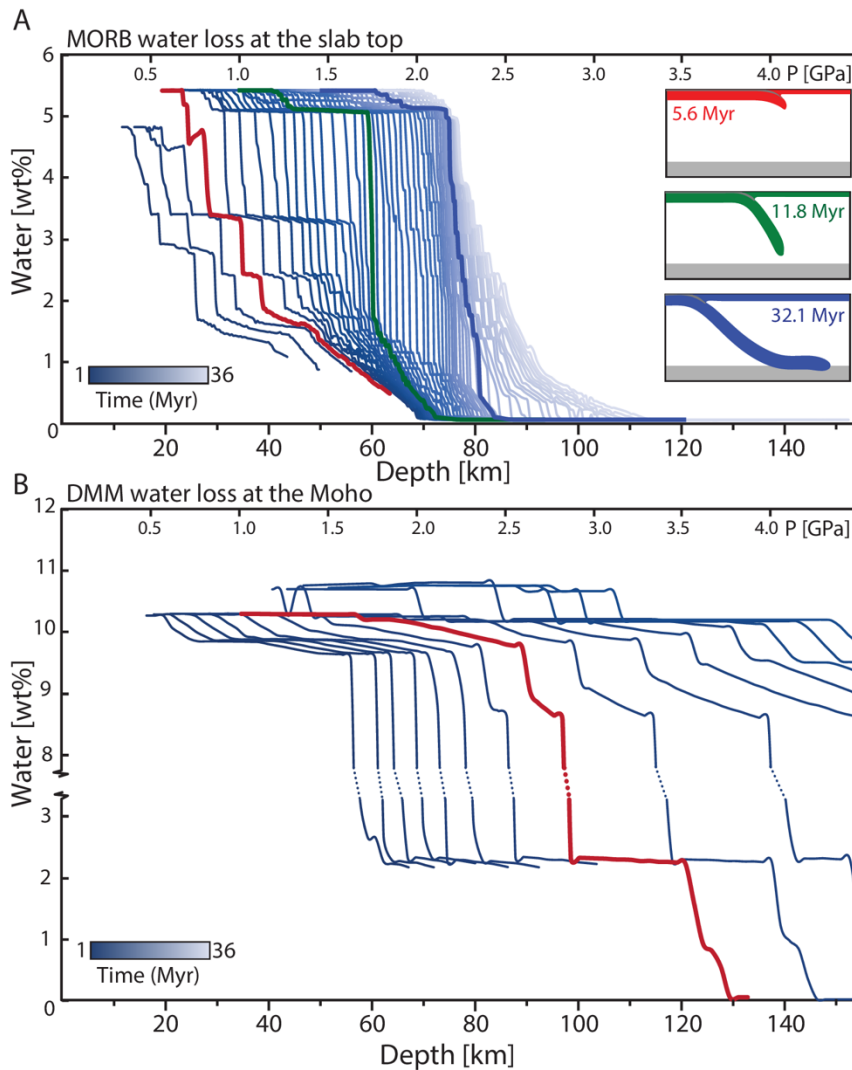 A
MORB water loss at the slab top
6
5
4
3
2
1
0
Water [wt%]
0.5 1.0 1.5 2.0 2.5 3.0 3.5 4.0 P [GPa]
5.6 Myr
11.8 Myr
32.1 Myr
1 36
Time (Myr)
20 40 60 80 100 120 140
Depth [km]
B
DMM water loss at the Moho
12
11
10
9
8
3
2
1
0
Water [wt%]
0.5 1.0 1.5 2.0 2.5 3.0 3.5 4.0 P [GPa]
1 36
Time (Myr)
20 40 60 80 100 120 140
Depth [km]